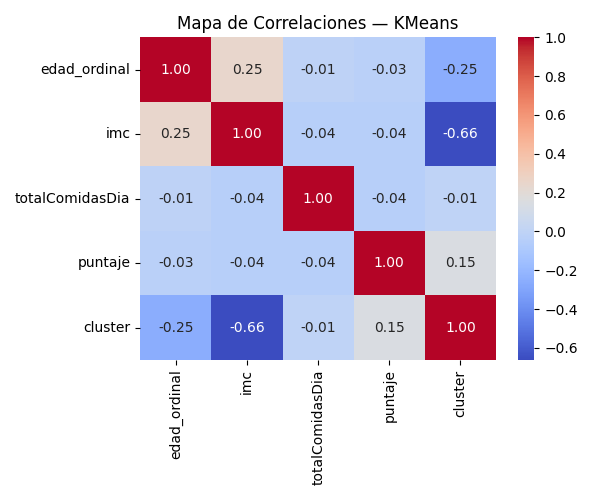 Mapa de Correlaciones — KMeans
edad_ordinal 1.00 0.25 -0.01 -0.03 -0.25
imc 0.25 1.00 -0.04 -0.04 -0.66
totalComidasDia -0.01 -0.04 1.00 -0.04 -0.01
puntaje -0.03 -0.04 -0.04 1.00 0.15
cluster -0.25 -0.66 -0.01 0.15 1.00
edad_ordinal imc totalComidasDia puntaje cluster
1.0
0.8
0.6
0.4
0.2
0.0
−0.2
−0.4
−0.6